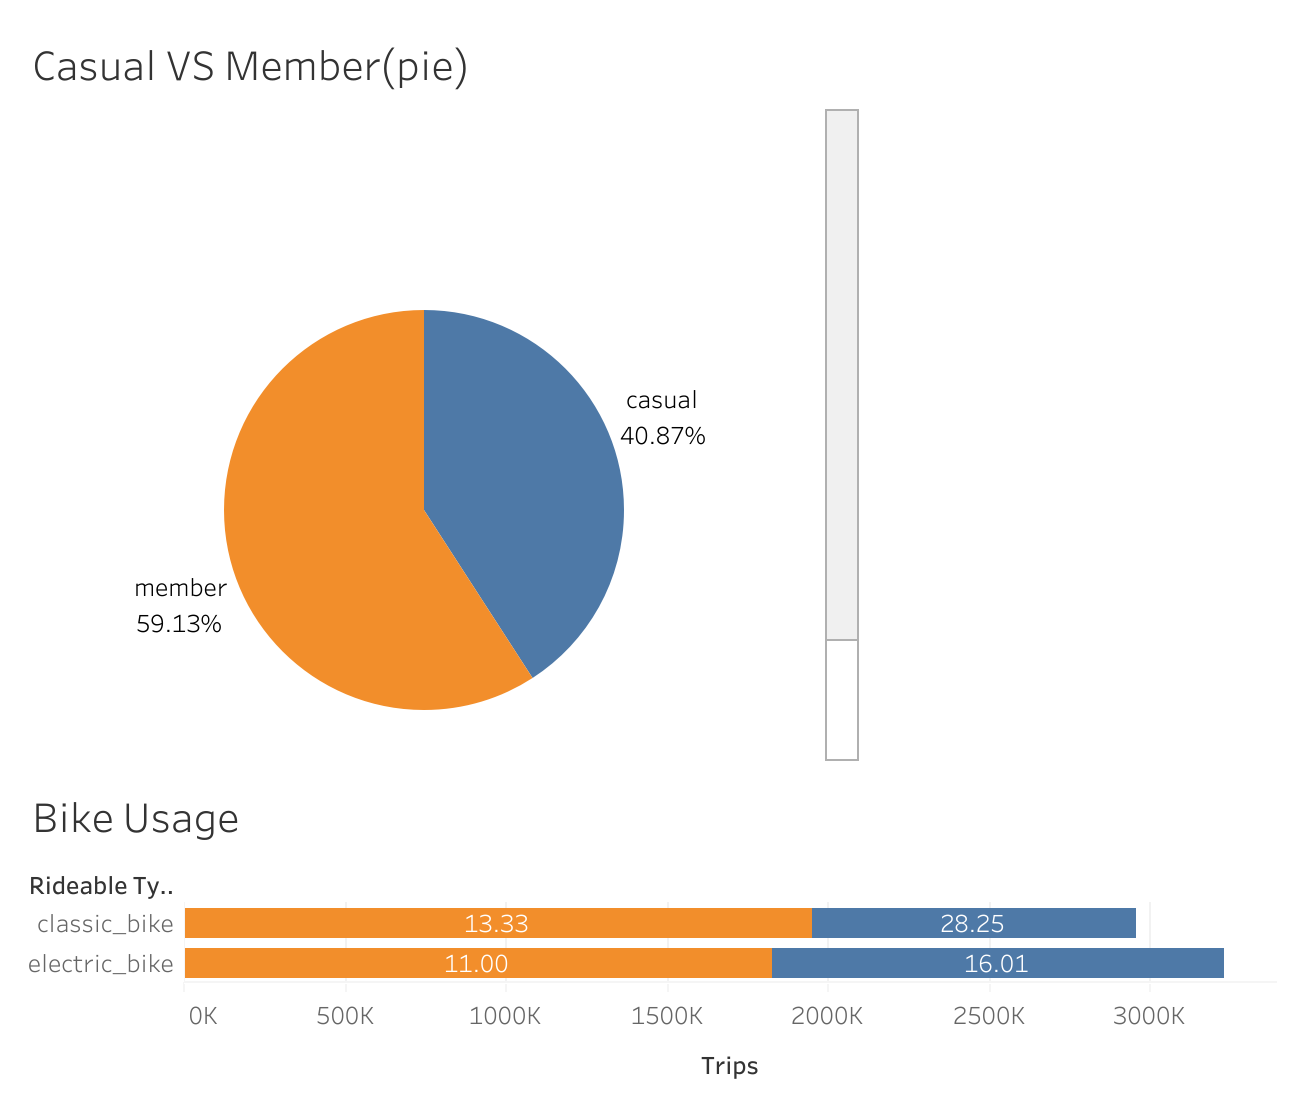 Casual VS Member(pie)
casual
40.87%
member
59.13%
Bike Usage
Rideable Ty..
classic_bike 13.33 28.25
electric_bike 11.00 16.01
0K 500K 1000K 1500K 2000K 2500K 3000K
Trips